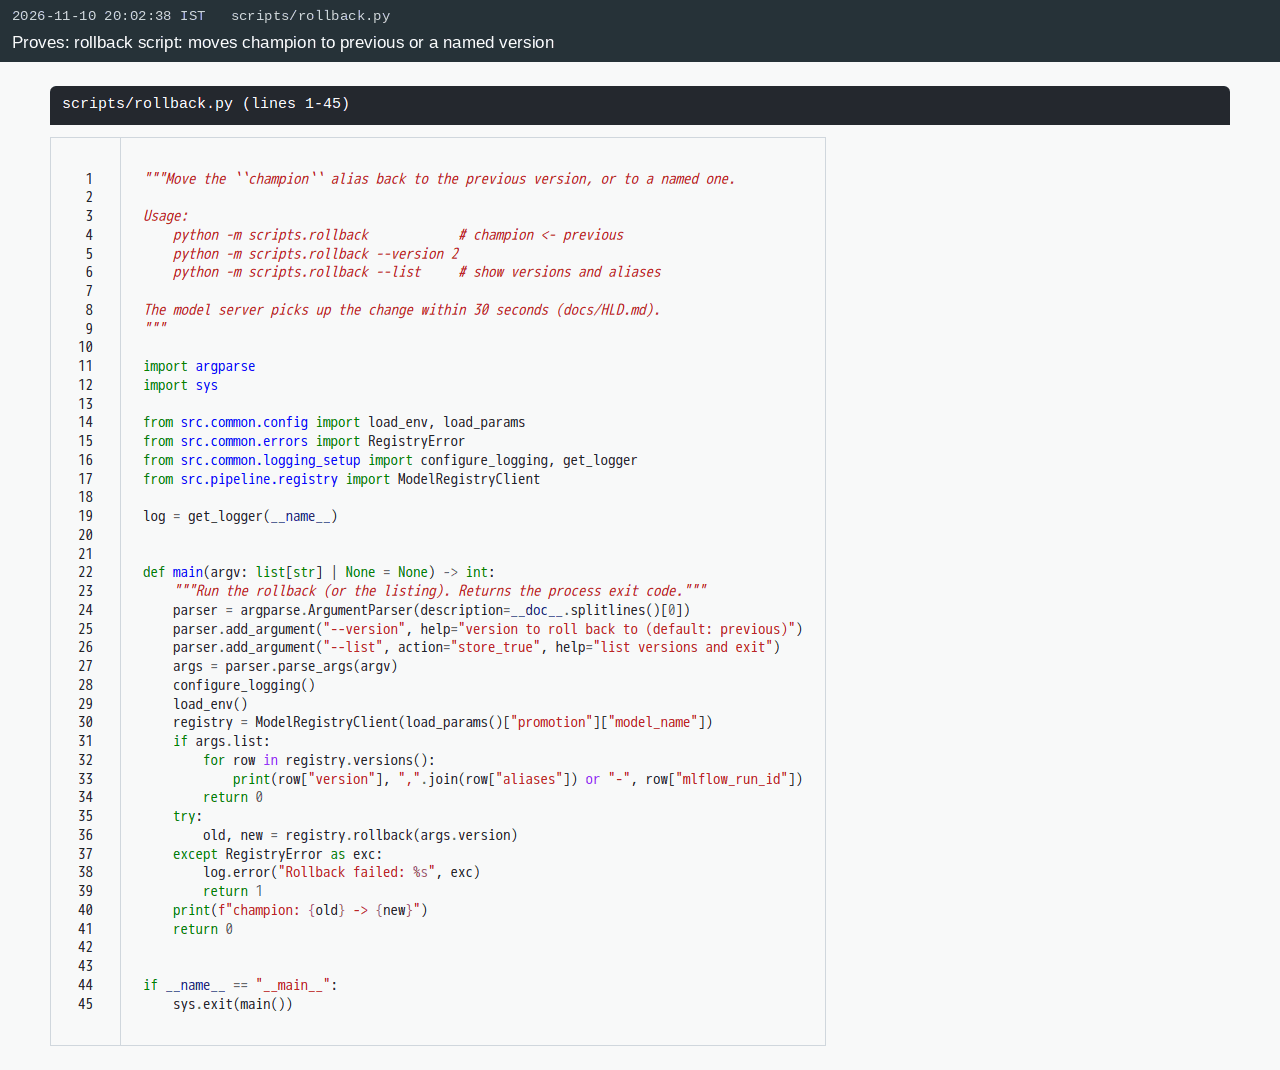 2026-11-10 20:02:38 IST   scripts/rollback.py
Proves: rollback script: moves champion to previous or a named version
scripts/rollback.py (lines 1-45)
1 """Move the ``champion`` alias back to the previous version, or to a named one.
2
3 Usage:
4     python -m scripts.rollback            # champion <- previous
5     python -m scripts.rollback --version 2
6     python -m scripts.rollback --list     # show versions and aliases
7
8 The model server picks up the change within 30 seconds (docs/HLD.md).
9 """
10
11 import argparse
12 import sys
13
14 from src.common.config import load_env, load_params
15 from src.common.errors import RegistryError
16 from src.common.logging_setup import configure_logging, get_logger
17 from src.pipeline.registry import ModelRegistryClient
18
19 log = get_logger(__name__)
20
21
22 def main(argv: list[str] | None = None) -> int:
23     """Run the rollback (or the listing). Returns the process exit code."""
24     parser = argparse.ArgumentParser(description=__doc__.splitlines()[0])
25     parser.add_argument("--version", help="version to roll back to (default: previous)")
26     parser.add_argument("--list", action="store_true", help="list versions and exit")
27     args = parser.parse_args(argv)
28     configure_logging()
29     load_env()
30     registry = ModelRegistryClient(load_params()["promotion"]["model_name"])
31     if args.list:
32         for row in registry.versions():
33             print(row["version"], ",".join(row["aliases"]) or "-", row["mlflow_run_id"])
34         return 0
35     try:
36         old, new = registry.rollback(args.version)
37     except RegistryError as exc:
38         log.error("Rollback failed: %s", exc)
39         return 1
40     print(f"champion: {old} -> {new}")
41     return 0
42
43
44 if __name__ == "__main__":
45     sys.exit(main())